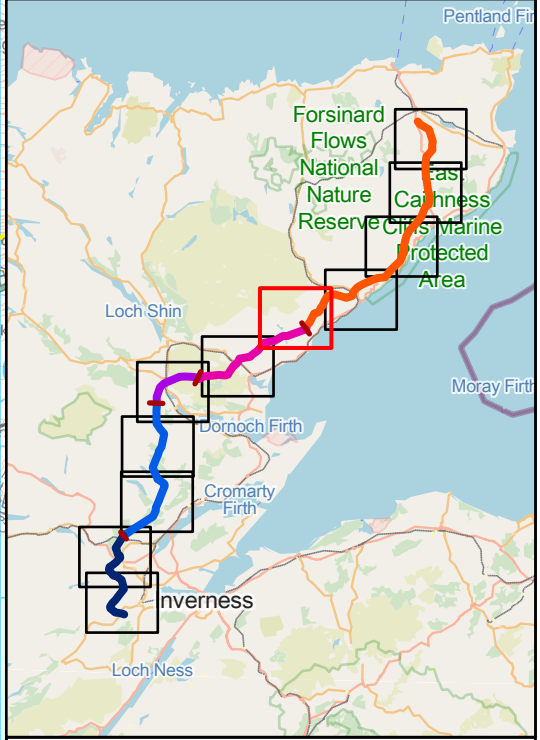 Pentland Fir
Forsinard
Flows
National
Nature
Reserve
East
Caithness
Cliffs Marine
Protected
Area
Loch Shin
Moray Firth
Dornoch Firth
Cromarty
Firth
nverness
Loch Ness